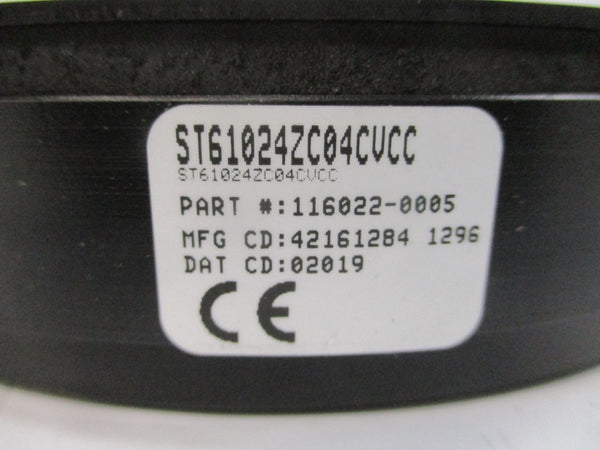 ST61024ZC04CVCC
ST61024ZC04CVCC
PART #:116022-0005
MFG CD:42161284 1296
DAT CD:02019
CE